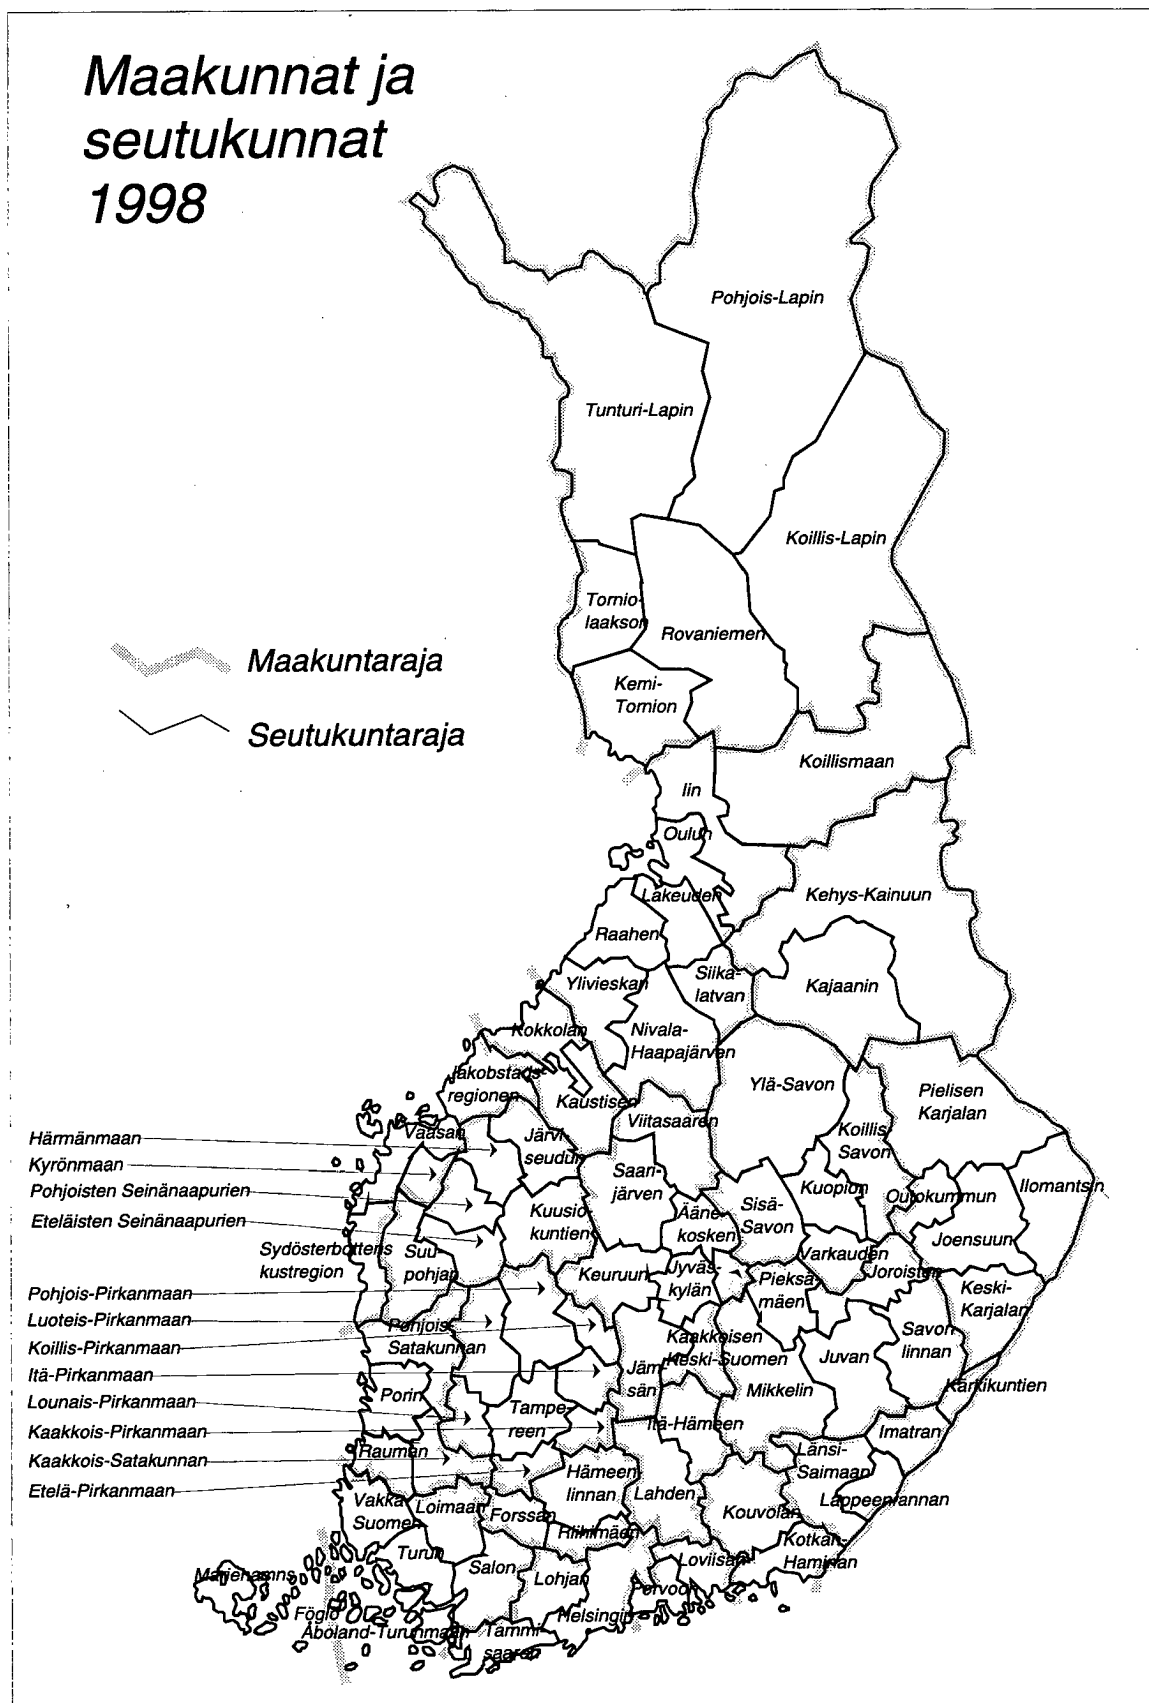 Maakunnat ja
seutukunnat
1998
Pohjois-Lapin
Tunturi-Lapin
Koillis-Lapin
Tornio-
laakson
Rovaniemen
Maakuntaraja
Kemi-
Tornion
Seutukuntaraja
Koillismaan
Iin
Oulun
Lakeuden
Kehys-Kainuun
Raahen
Siika-
latvan
Ylivieskan
Kajaanin
Kokkolan
Nivala-
Haapajärven
Jakobstads-
regionen
Ylä-Savon
Pielisen
Karjalan
Kaustisen
Viitasaaren
Vaasan
Järvi-
seudun
Koillis-
Savon
Härmänmaan
Kyrönmaan
Pohjoisten Seinänaapurien
Eteläisten Seinänaapurien
Saari-
järven
Kuopion
Outokummun
Ilomantsin
Kuusio-
kuntien
Ääne-
kosken
Sisä-
Savon
Joensuun
Sydösterbottens
kustregion
Suu-
pohjan
Varkauden
Joroisten
Keuruun
Jyväs-
kylän
Pieksä-
mäen
Keski-
Karjalan
Pohjois-Pirkanmaan
Luoteis-Pirkanmaan
Koillis-Pirkanmaan
Itä-Pirkanmaan
Lounais-Pirkanmaan
Kaakkois-Pirkanmaan
Kaakkois-Satakunnan
Etelä-Pirkanmaan
Pohjois-
Satakunnan
Kaakkoisen
Keski-Suomen
Savon-
linnan
Juvan
Jäm-
sän
Mikkelin
Kärkikuntien
Porin
Tampe-
reen
Itä-Hämeen
Imatran
Rauman
Länsi-
Saimaan
Hämeen-
linnan
Lahden
Lappeenrannan
Vakka-
Suomen
Loimaan
Forssan
Kouvolan
Riihimäen
Kotkan-
Haminan
Turun
Salon
Lohjan
Loviisan
Porvoon
Mariehamns
Föglö
Helsingin
Åboland-Turunmaan
Tammi-
saaren